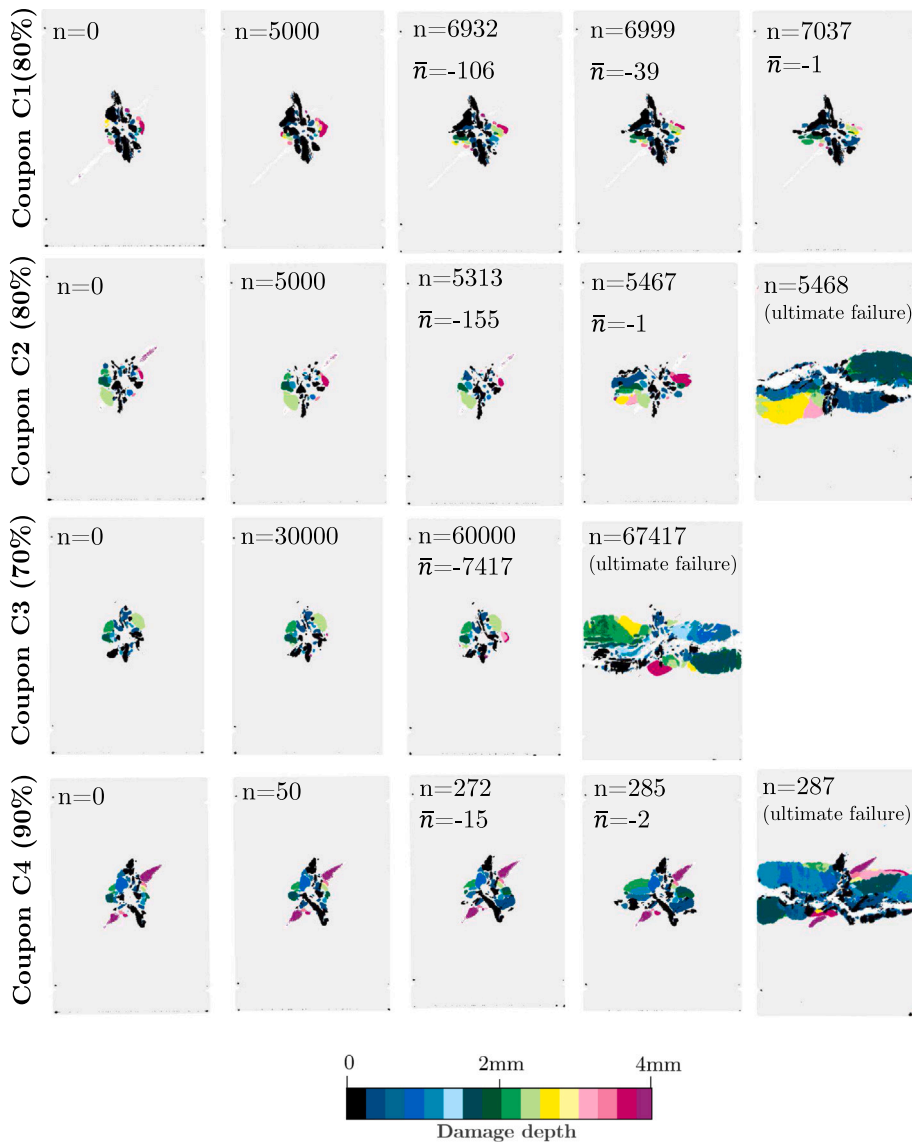 Coupon C1(80%)
n=0
n=5000
n=6932
n̅=-106
n=6999
n̅=-39
n=7037
n̅=-1
Coupon C2 (80%)
n=0
n=5000
n=5313
n̅=-155
n=5467
n̅=-1
n=5468
(ultimate failure)
Coupon C3 (70%)
n=0
n=30000
n=60000
n̅=-7417
n=67417
(ultimate failure)
Coupon C4 (90%)
n=0
n=50
n=272
n̅=-15
n=285
n̅=-2
n=287
(ultimate failure)
0 2mm 4mm
Damage depth